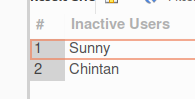 # Inactive Users
1 Sunny
2 Chintan